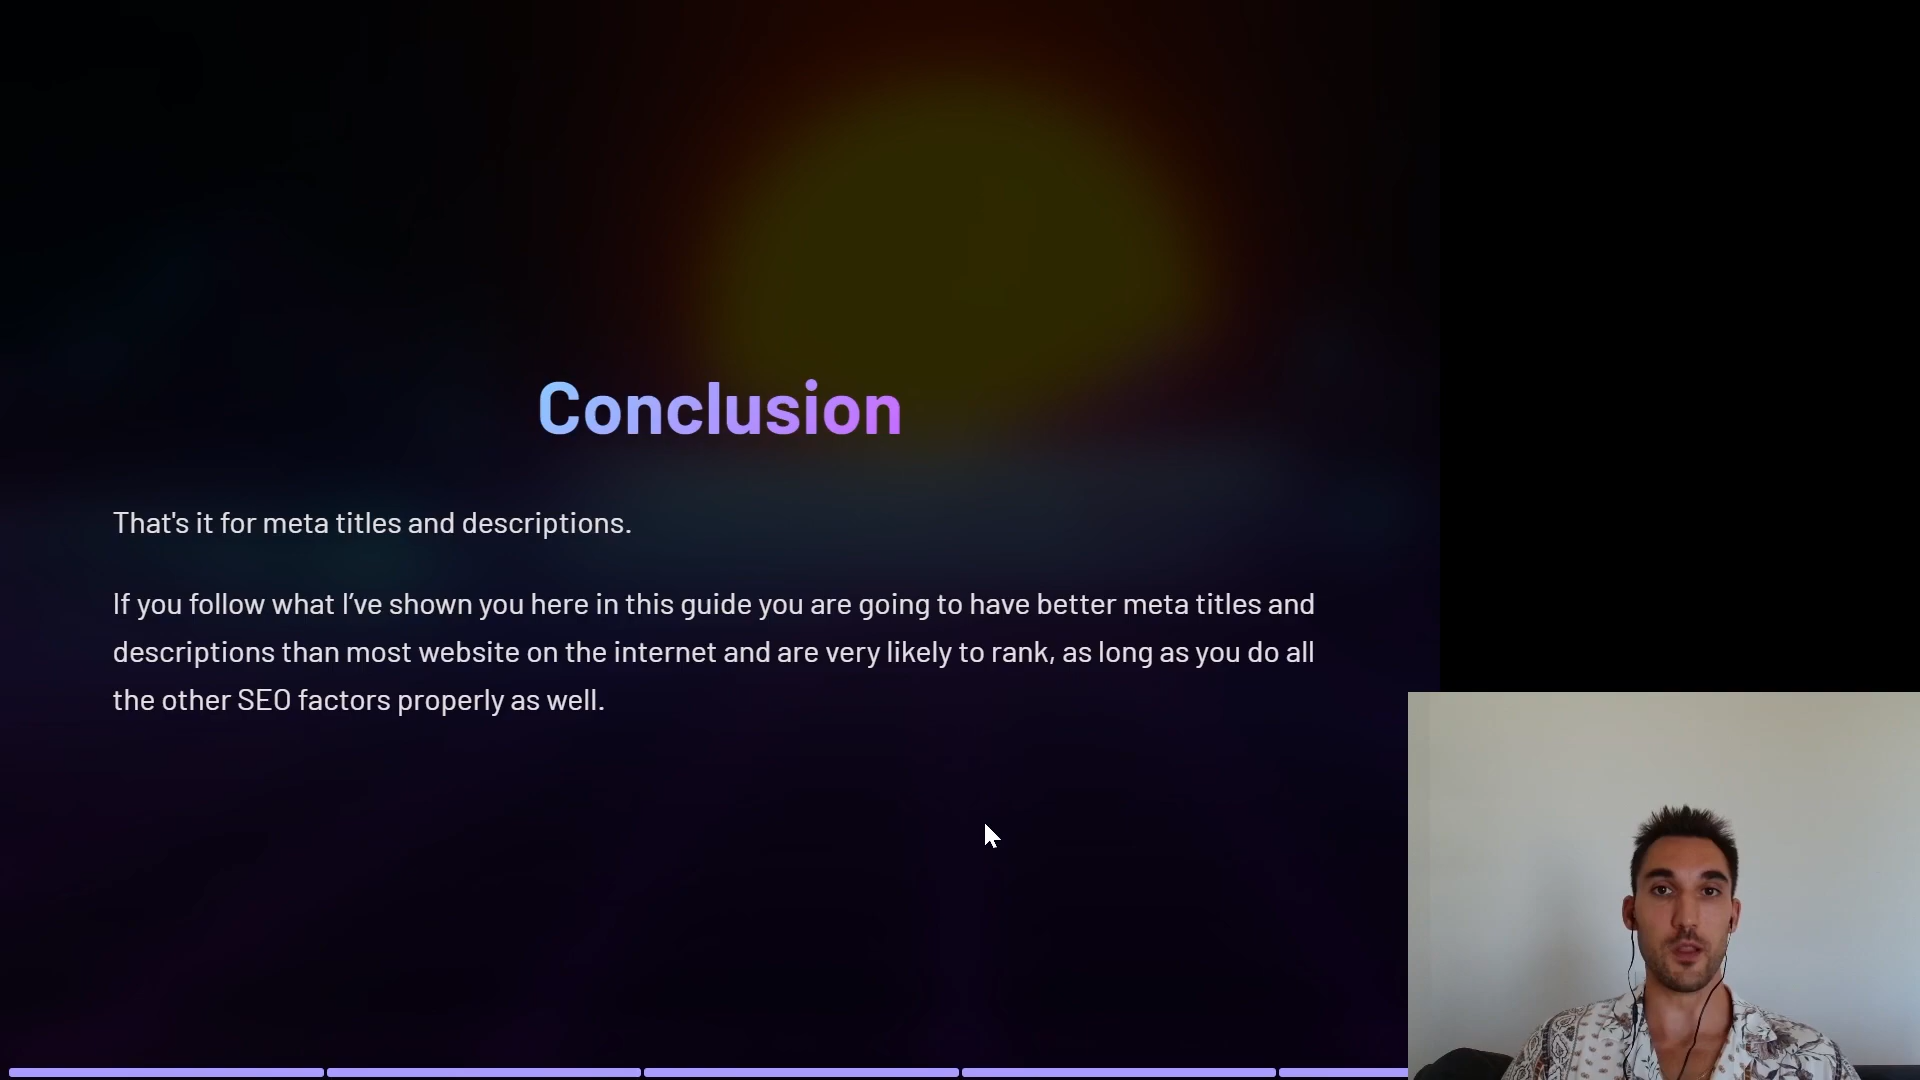 Conclusion
That's it for meta titles and descriptions.
If you follow what I’ve shown you here in this guide you are going to have better meta titles and
descriptions than most website on the internet and are very likely to rank, as long as you do all
the other SEO factors properly as well.